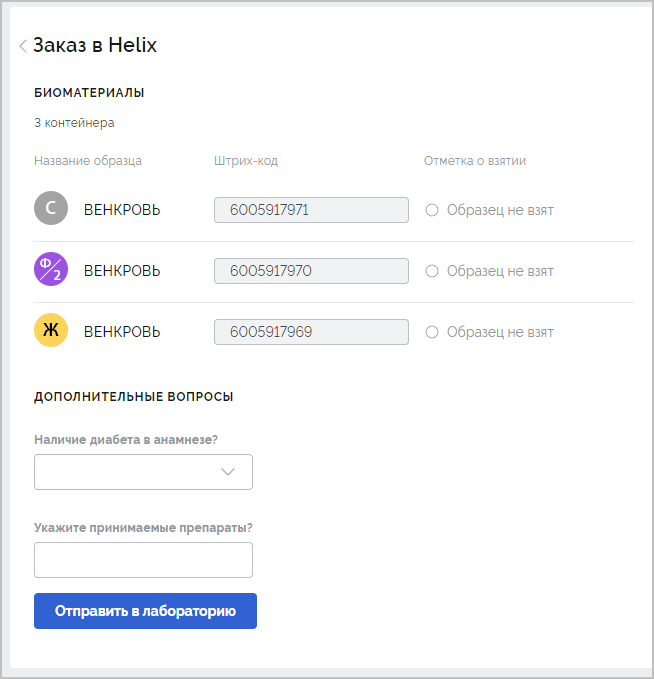 Заказ в Helix
БИОМАТЕРИАЛЫ
3 контейнера
Название образца Штрих-код Отметка о взятии
С ВЕНКРОВЬ 6005917971 Образец не взят
Ф/2 ВЕНКРОВЬ 6005917970 Образец не взят
Ж ВЕНКРОВЬ 6005917969 Образец не взят
ДОПОЛНИТЕЛЬНЫЕ ВОПРОСЫ
Наличие диабета в анамнезе?
Укажите принимаемые препараты?
Отправить в лабораторию